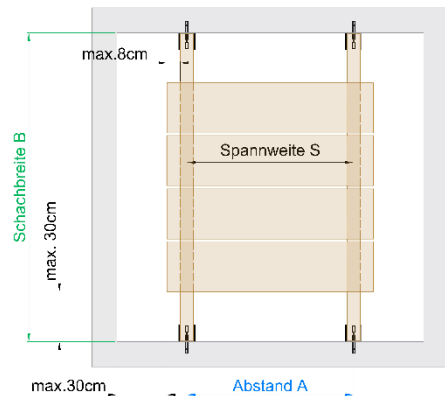 max.8cm
Spannweite S
Schachbreite B
max. 30cm
max.30cm
Abstand A